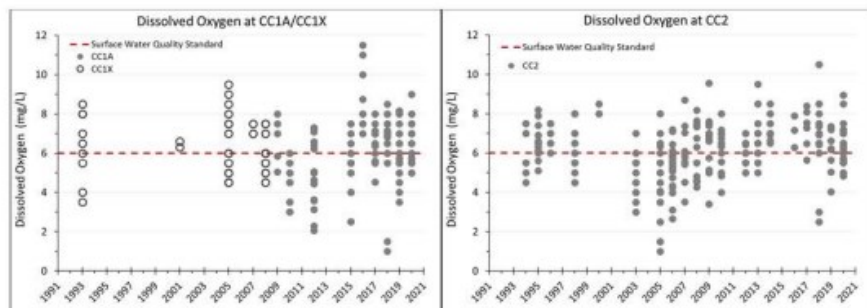 Dissolved Oxygen at CC1A/CC1X
Surface Water Quality Standard
CC1A
CC1X
Dissolved Oxygen (mg/L)
12
10
8
6
4
2
0
1991 1993 1995 1997 1999 2001 2003 2005 2007 2009 2011 2013 2015 2017 2019 2021
Dissolved Oxygen at CC2
Surface Water Quality Standard
CC2
Dissolved Oxygen (mg/L)
12
10
8
6
4
2
0
1991 1993 1995 1997 1999 2001 2003 2005 2007 2009 2011 2013 2015 2017 2019 2021